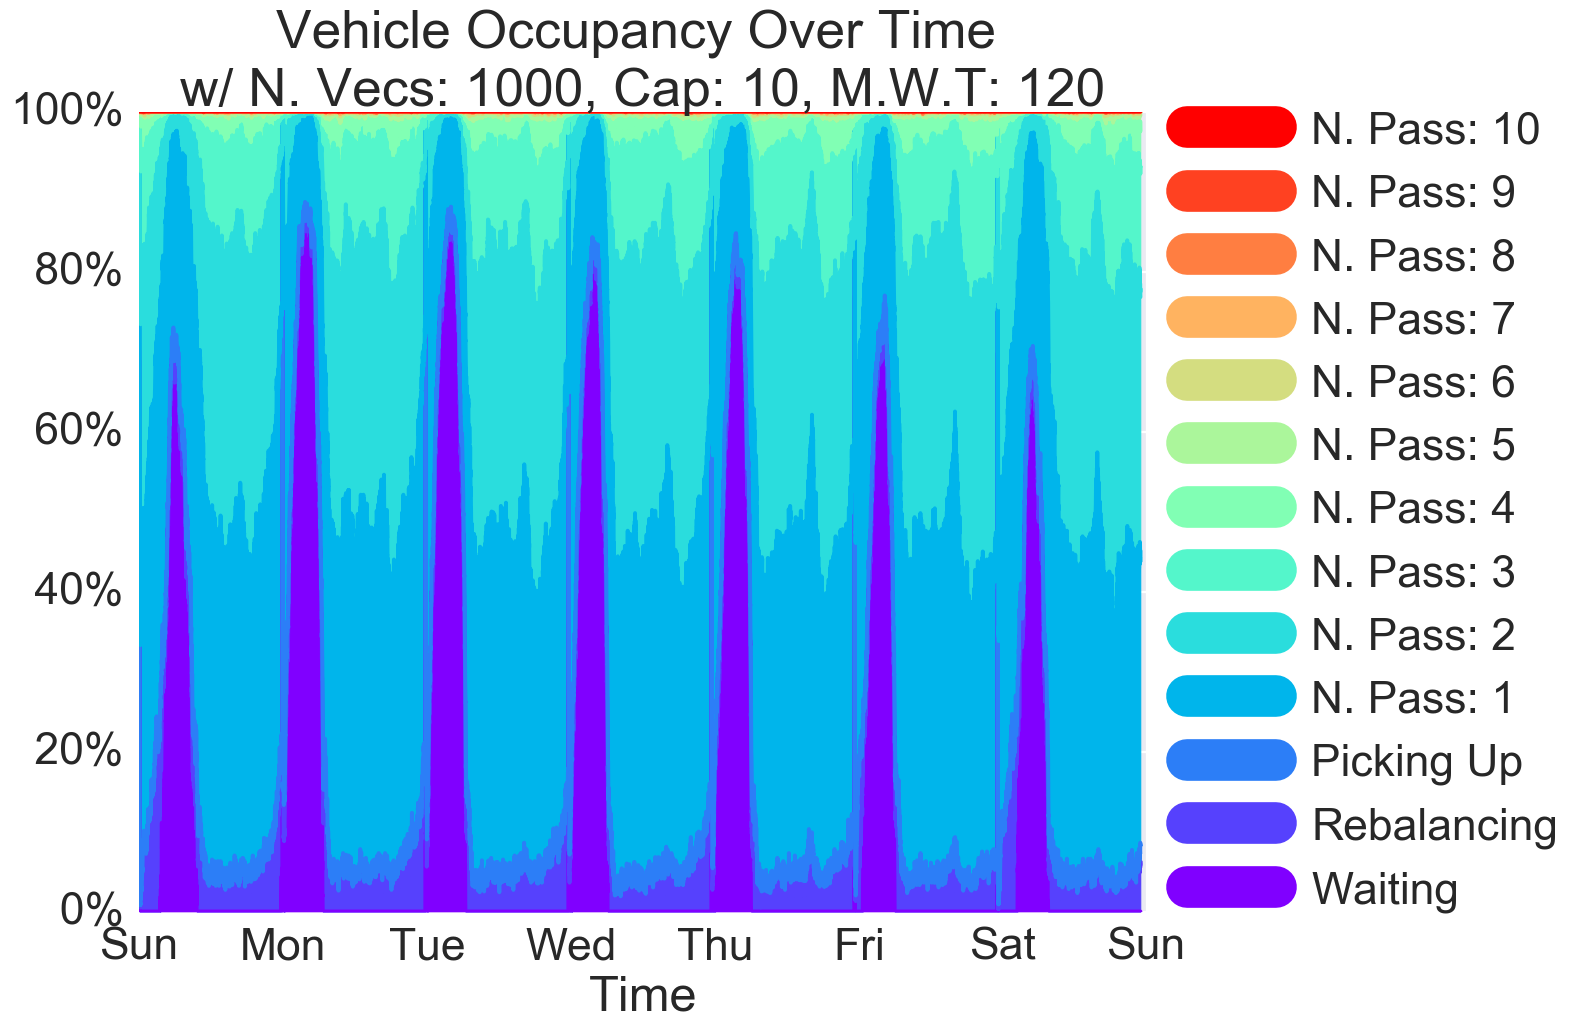 Vehicle Occupancy Over Time
w/ N. Vecs: 1000, Cap: 10, M.W.T: 120
100%
80%
60%
40%
20%
0%
Sun Mon Tue Wed Thu Fri Sat Sun
Time
N. Pass: 10
N. Pass: 9
N. Pass: 8
N. Pass: 7
N. Pass: 6
N. Pass: 5
N. Pass: 4
N. Pass: 3
N. Pass: 2
N. Pass: 1
Picking Up
Rebalancing
Waiting